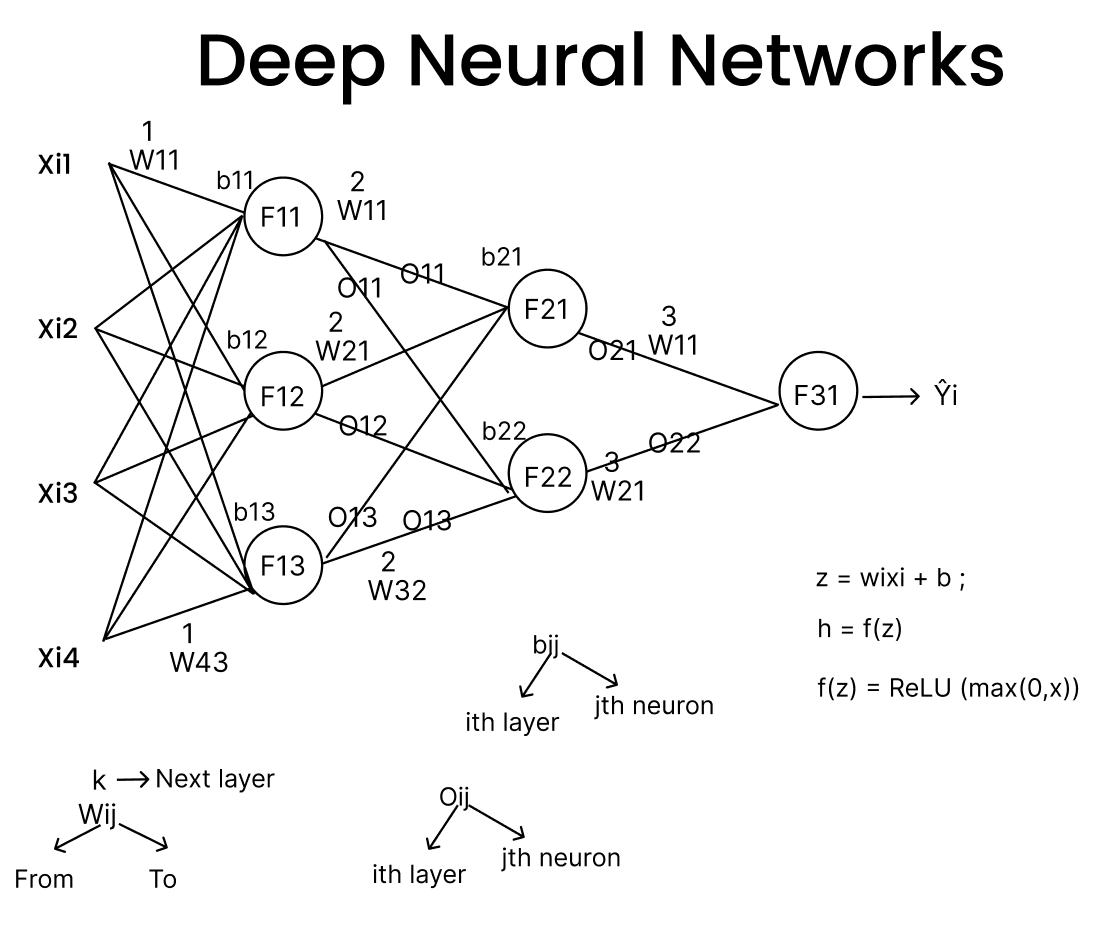 Deep Neural Networks
1
W11
Xi1
b11
F11
2
W11
O11
O11
b21
F21
Xi2
b12
F12
2
W21
O12
O21
3
W11
F31
Ŷi
b22
F22
O22
3
W21
Xi3
b13
F13
O13
O13
2
W32
Xi4
1
W43
z = wixi + b ;
h = f(z)
f(z) = ReLU (max(0,x))
bij
ith layer
jth neuron
k
Next layer
Wij
From
To
Oij
ith layer
jth neuron